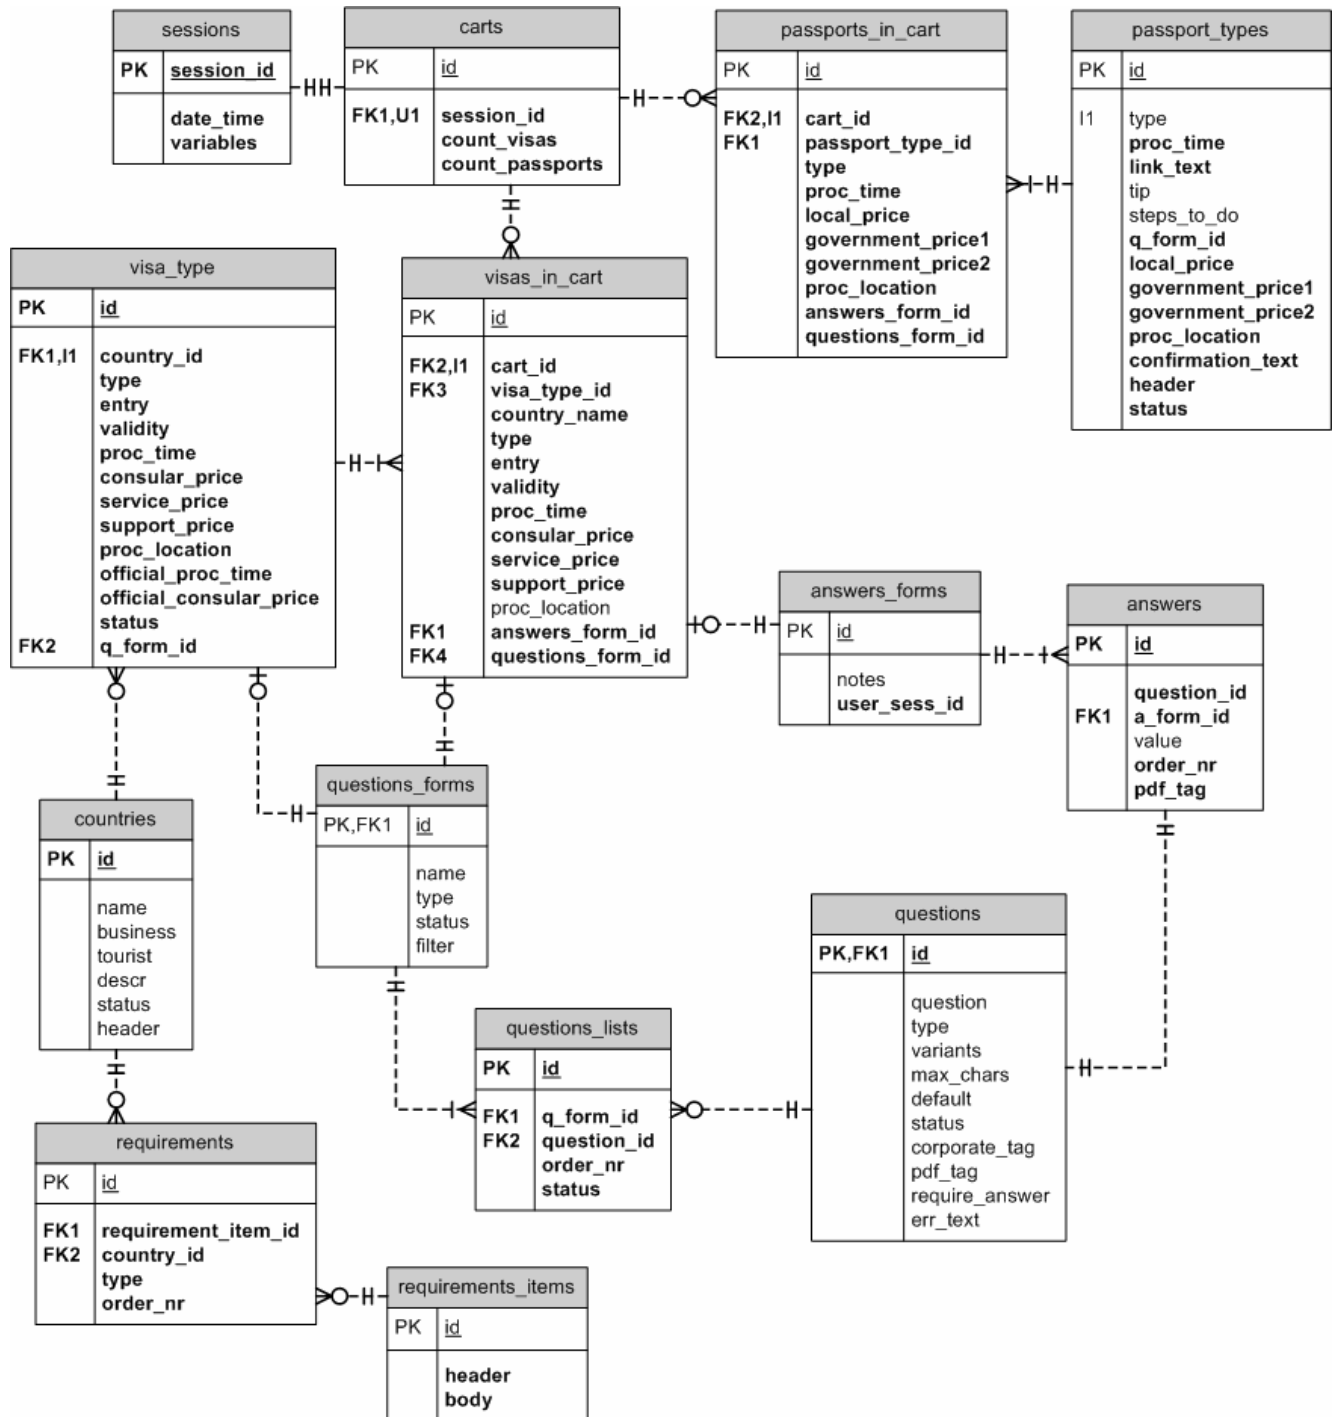 sessions
PK session_id
date_time
variables
carts
PK id
FK1,U1 session_id
count_visas
count_passports
passports_in_cart
PK id
FK2,I1 cart_id
FK1 passport_type_id
type
proc_time
local_price
government_price1
government_price2
proc_location
answers_form_id
questions_form_id
passport_types
PK id
I1 type
proc_time
link_text
tip
steps_to_do
q_form_id
local_price
government_price1
government_price2
proc_location
confirmation_text
header
status
visa_type
PK id
FK1,I1 country_id
type
entry
validity
proc_time
consular_price
service_price
support_price
proc_location
official_proc_time
official_consular_price
status
FK2 q_form_id
visas_in_cart
PK id
FK2,I1 cart_id
FK3 visa_type_id
country_name
type
entry
validity
proc_time
consular_price
service_price
support_price
proc_location
FK1 answers_form_id
FK4 questions_form_id
answers_forms
PK id
notes
user_sess_id
answers
PK id
question_id
FK1 a_form_id
value
order_nr
pdf_tag
countries
PK id
name
business
tourist
descr
status
header
questions_forms
PK,FK1 id
name
type
status
filter
questions
PK,FK1 id
question
type
variants
max_chars
default
status
corporate_tag
pdf_tag
require_answer
err_text
questions_lists
PK id
FK1 q_form_id
FK2 question_id
order_nr
status
requirements
PK id
FK1 requirement_item_id
FK2 country_id
type
order_nr
requirements_items
PK id
header
body